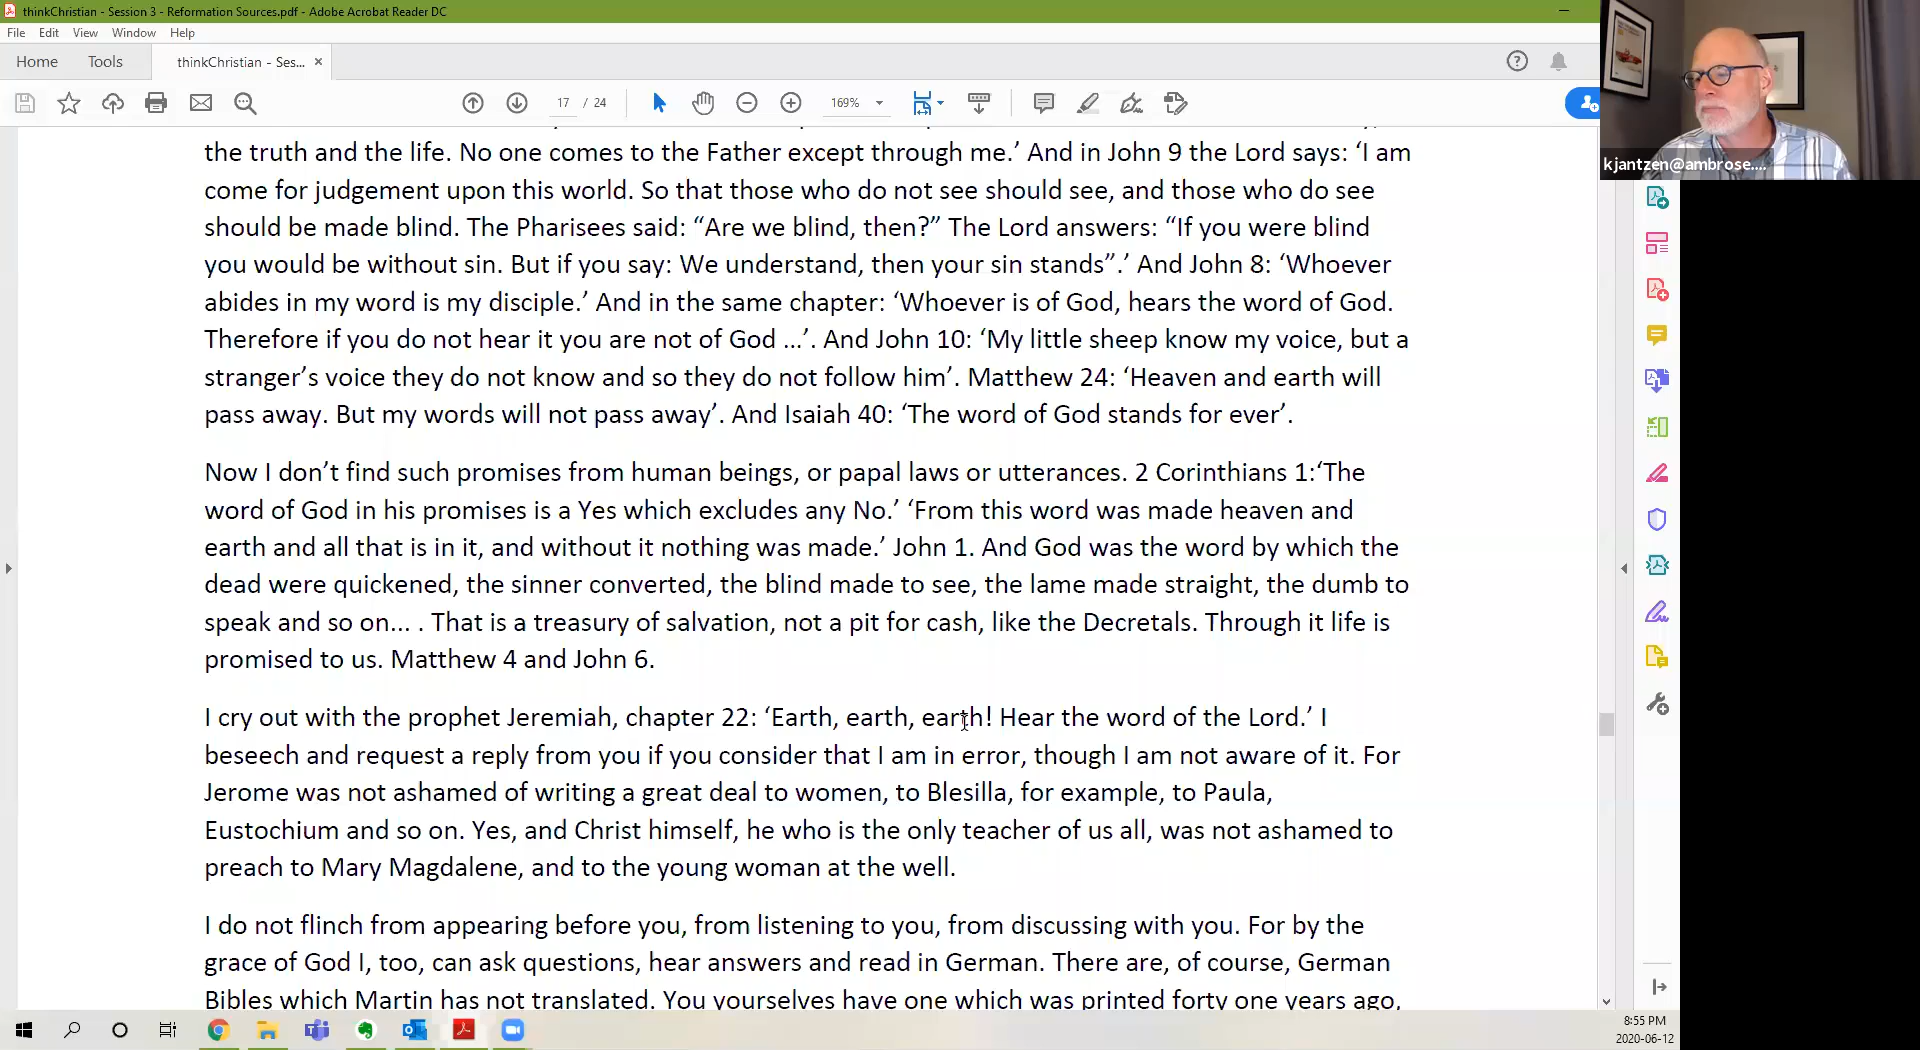 thinkChristian - Session 3 - Reformation Sources.pdf - Adobe Acrobat Reader DC
File Edit View Window Help
Home Tools thinkChristian - Ses...
17 / 24 169%
kjantzen@ambrose....
the truth and the life. No one comes to the Father except through me.’ And in John 9 the Lord says: ‘I am
come for judgement upon this world. So that those who do not see should see, and those who do see
should be made blind. The Pharisees said: “Are we blind, then?” The Lord answers: “If you were blind
you would be without sin. But if you say: We understand, then your sin stands”.’ And John 8: ‘Whoever
abides in my word is my disciple.’ And in the same chapter: ‘Whoever is of God, hears the word of God.
Therefore if you do not hear it you are not of God ...’. And John 10: ‘My little sheep know my voice, but a
stranger’s voice they do not know and so they do not follow him’. Matthew 24: ‘Heaven and earth will
pass away. But my words will not pass away’. And Isaiah 40: ‘The word of God stands for ever’.
Now I don’t find such promises from human beings, or papal laws or utterances. 2 Corinthians 1:‘The
word of God in his promises is a Yes which excludes any No.’ ‘From this word was made heaven and
earth and all that is in it, and without it nothing was made.’ John 1. And God was the word by which the
dead were quickened, the sinner converted, the blind made to see, the lame made straight, the dumb to
speak and so on... . That is a treasury of salvation, not a pit for cash, like the Decretals. Through it life is
promised to us. Matthew 4 and John 6.
I cry out with the prophet Jeremiah, chapter 22: ‘Earth, earth, earth! Hear the word of the Lord.’ I
beseech and request a reply from you if you consider that I am in error, though I am not aware of it. For
Jerome was not ashamed of writing a great deal to women, to Blesilla, for example, to Paula,
Eustochium and so on. Yes, and Christ himself, he who is the only teacher of us all, was not ashamed to
preach to Mary Magdalene, and to the young woman at the well.
I do not flinch from appearing before you, from listening to you, from discussing with you. For by the
grace of God I, too, can ask questions, hear answers and read in German. There are, of course, German
Bibles which Martin has not translated. You yourselves have one which was printed forty one years ago,
8:55 PM
2020-06-12